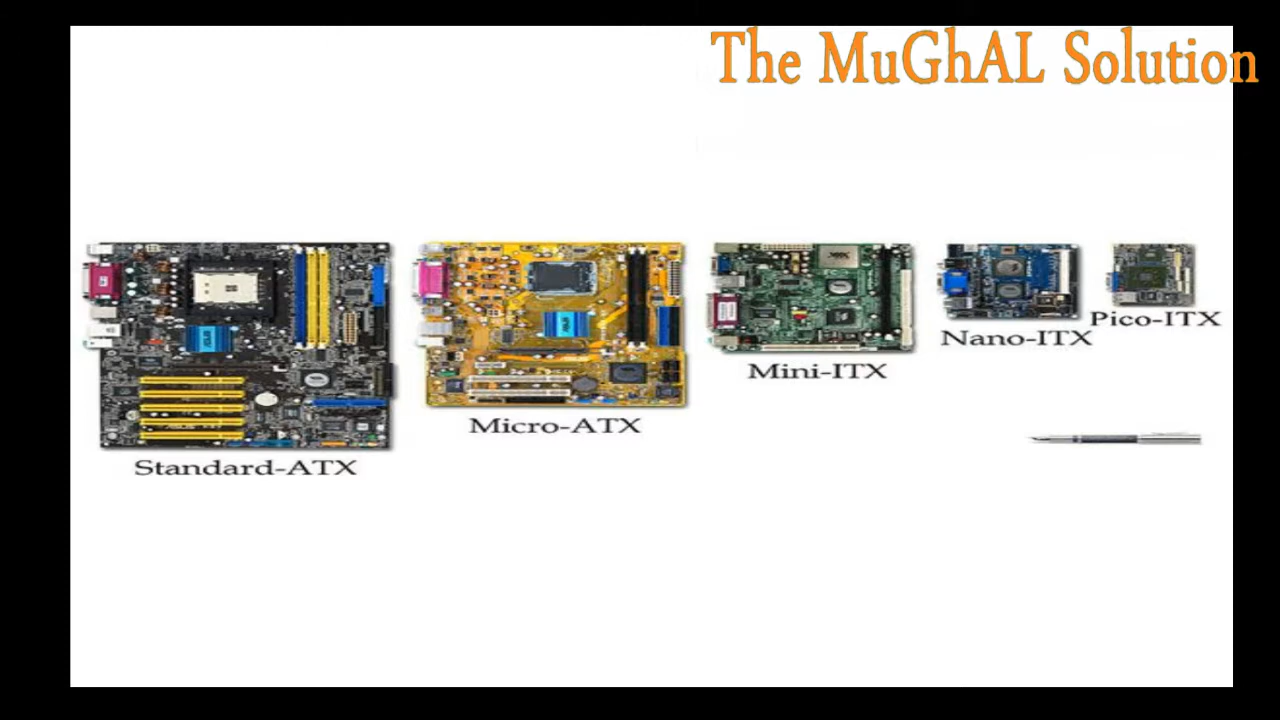 The MuGhAL Solution
Standard-ATX
Micro-ATX
Mini-ITX
Nano-ITX
Pico-ITX